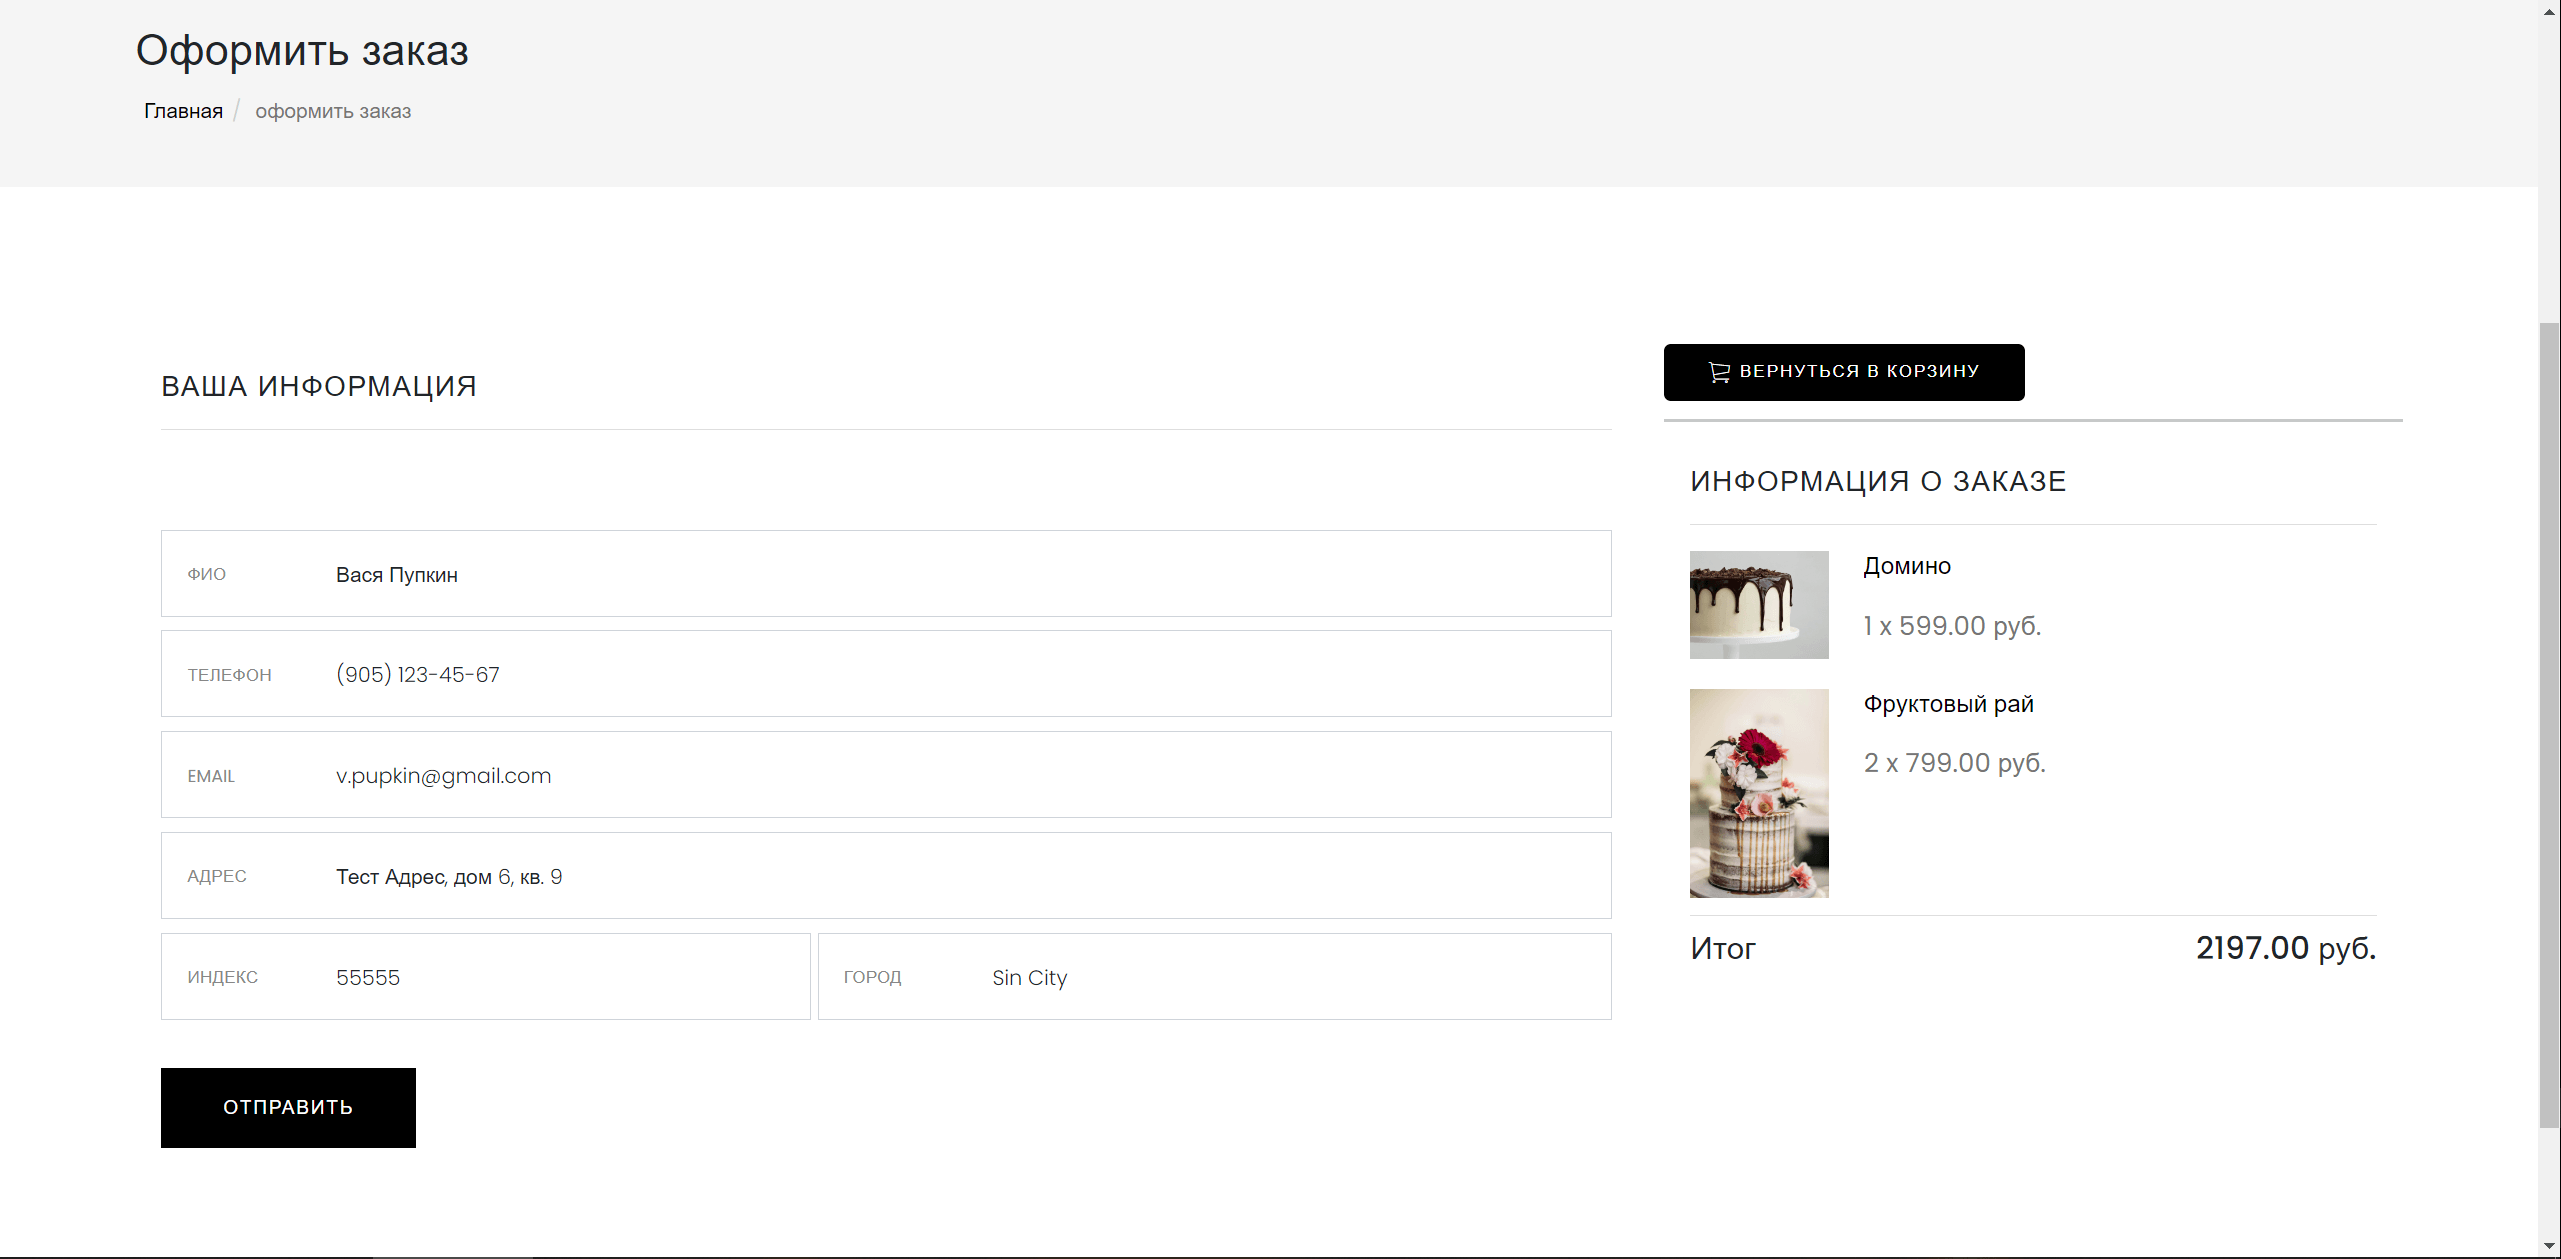 Оформить заказ
Главная / оформить заказ
ВАША ИНФОРМАЦИЯ
ФИО Вася Пупкин
ТЕЛЕФОН (905) 123-45-67
EMAIL v.pupkin@gmail.com
АДРЕС Тест Адрес, дом 6, кв. 9
ИНДЕКС 55555
ГОРОД Sin City
ОТПРАВИТЬ
ВЕРНУТЬСЯ В КОРЗИНУ
ИНФОРМАЦИЯ О ЗАКАЗЕ
Домино
1 x 599.00 руб.
Фруктовый рай
2 x 799.00 руб.
Итог 2197.00 руб.